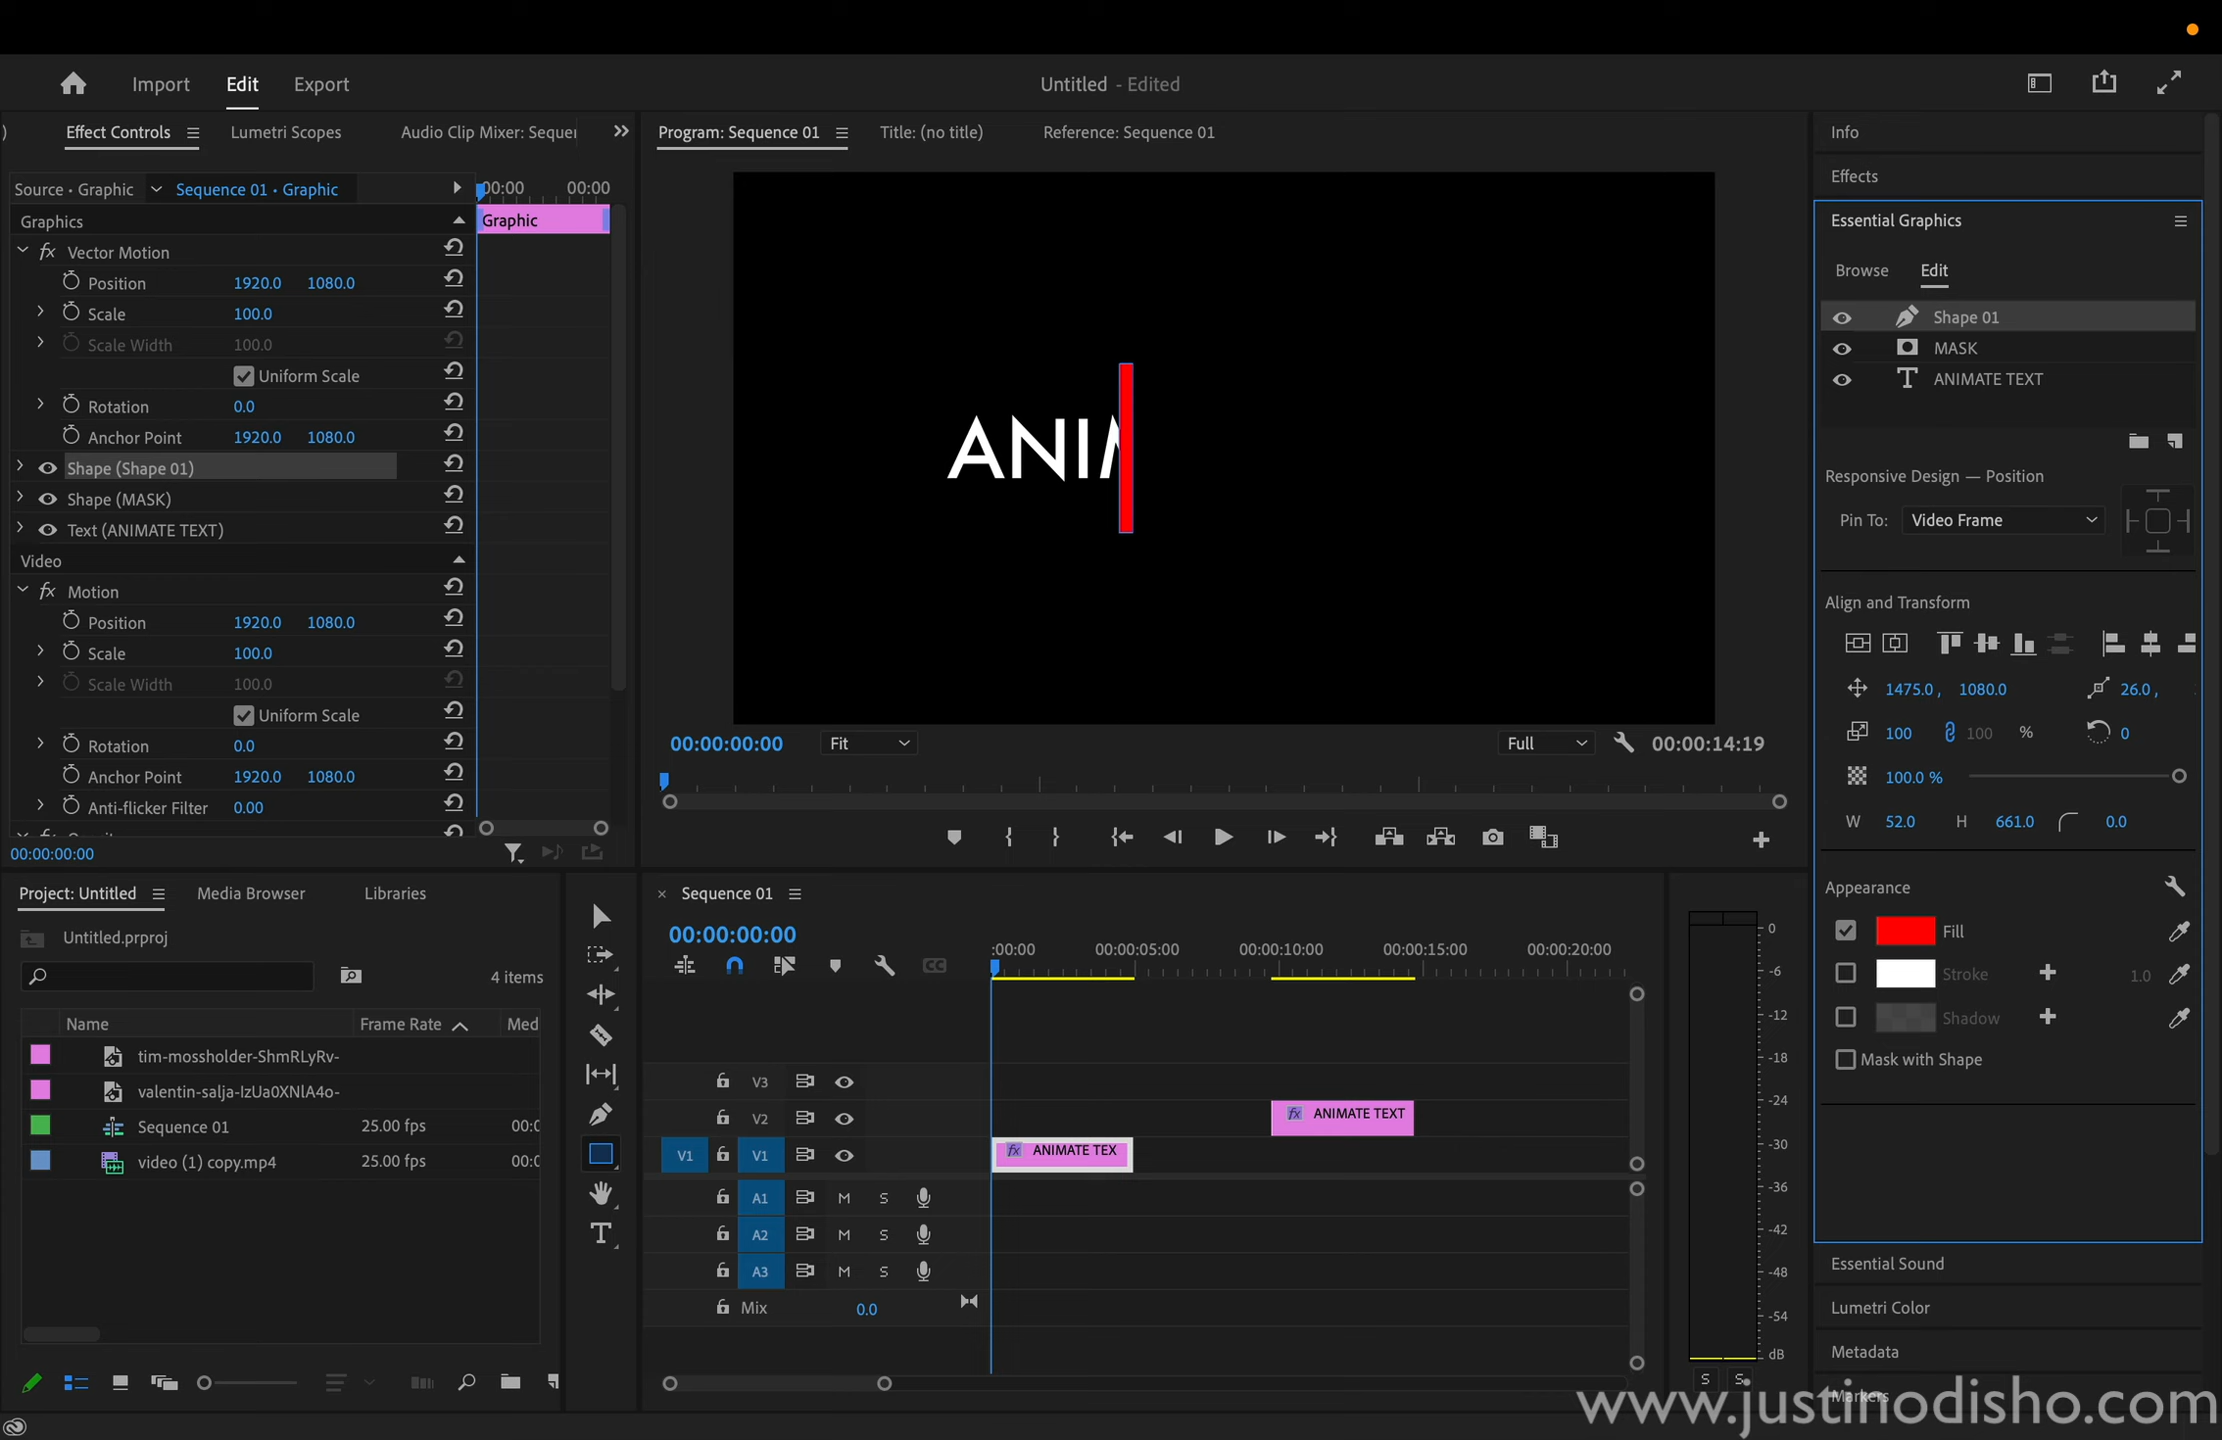 Import Edit Export Untitled - Edited
) Effect Controls Lumetri Scopes Audio Clip Mixer: Sequer
Program: Sequence 01 Title: (no title) Reference: Sequence 01
Info
Effects
Source • Graphic Sequence 01 • Graphic :00:00 00:00
Graphics Graphic
Vector Motion
Position 1920.0 1080.0
Scale 100.0
Scale Width 100.0
Uniform Scale
Rotation 0.0
Anchor Point 1920.0 1080.0
Shape (Shape 01)
Shape (MASK)
Text (ANIMATE TEXT)
Video
Motion
Position 1920.0 1080.0
Scale 100.0
Scale Width 100.0
Uniform Scale
Rotation 0.0
Anchor Point 1920.0 1080.0
Anti-flicker Filter 0.00
00:00:00:00
ANIM
00:00:00:00 Fit Full 00:00:14:19
Essential Graphics
Browse Edit
Shape 01
MASK
T ANIMATE TEXT
Responsive Design — Position
Pin To: Video Frame
Align and Transform
1475.0 , 1080.0 26.0 ,
100 100 % 0
100.0 %
W 52.0 H 661.0 0.0
Appearance
Fill
Stroke 1.0
Shadow
Mask with Shape
Essential Sound
Lumetri Color
Metadata
Markers
Project: Untitled Media Browser Libraries
Untitled.prproj
4 items
Name Frame Rate Med
tim-mossholder-ShmRLyRv-
valentin-salja-IzUa0XNlA4o-
Sequence 01 25.00 fps 00:0
video (1) copy.mp4 25.00 fps 00:0
× Sequence 01
00:00:00:00
:00:00 00:00:05:00 00:00:10:00 00:00:15:00 00:00:20:00
V3
V2 fx ANIMATE TEXT
V1 V1 fx ANIMATE TEX
A1 M S
A2 M S
A3 M S
Mix 0.0
0
-6
-12
-18
-24
-30
-36
-42
-48
-54
dB
S S
www.justinodisho.com